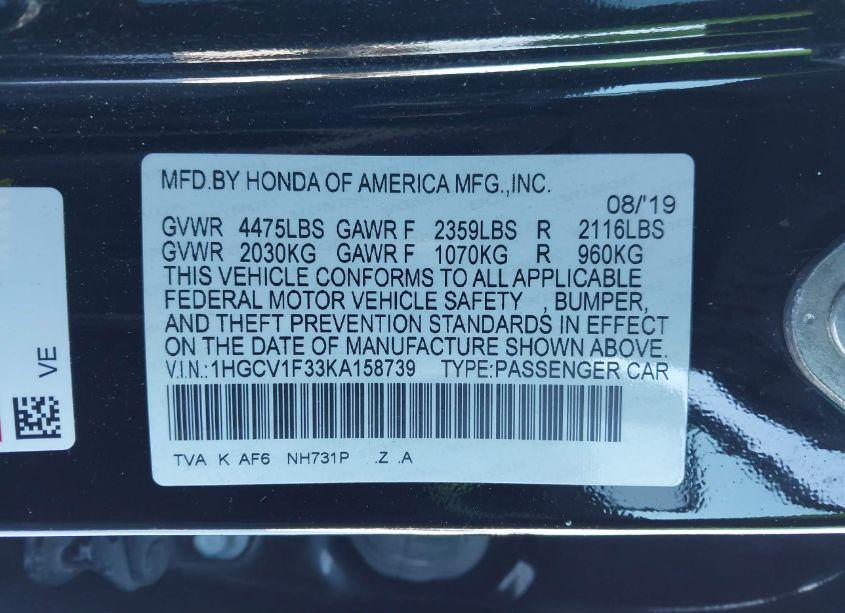 MFD.BY HONDA OF AMERICA MFG.,INC.
08/'19
GVWR 4475LBS GAWR F 2359LBS R 2116LBS
GVWR 2030KG GAWR F 1070KG R 960KG
THIS VEHICLE CONFORMS TO ALL APPLICABLE
FEDERAL MOTOR VEHICLE SAFETY , BUMPER,
AND THEFT PREVENTION STANDARDS IN EFFECT
ON THE DATE OF MANUFACTURE SHOWN ABOVE.
V.I.N.:1HGCV1F33KA158739 TYPE:PASSENGER CAR
TVA K AF6 NH731P .Z .A
VE